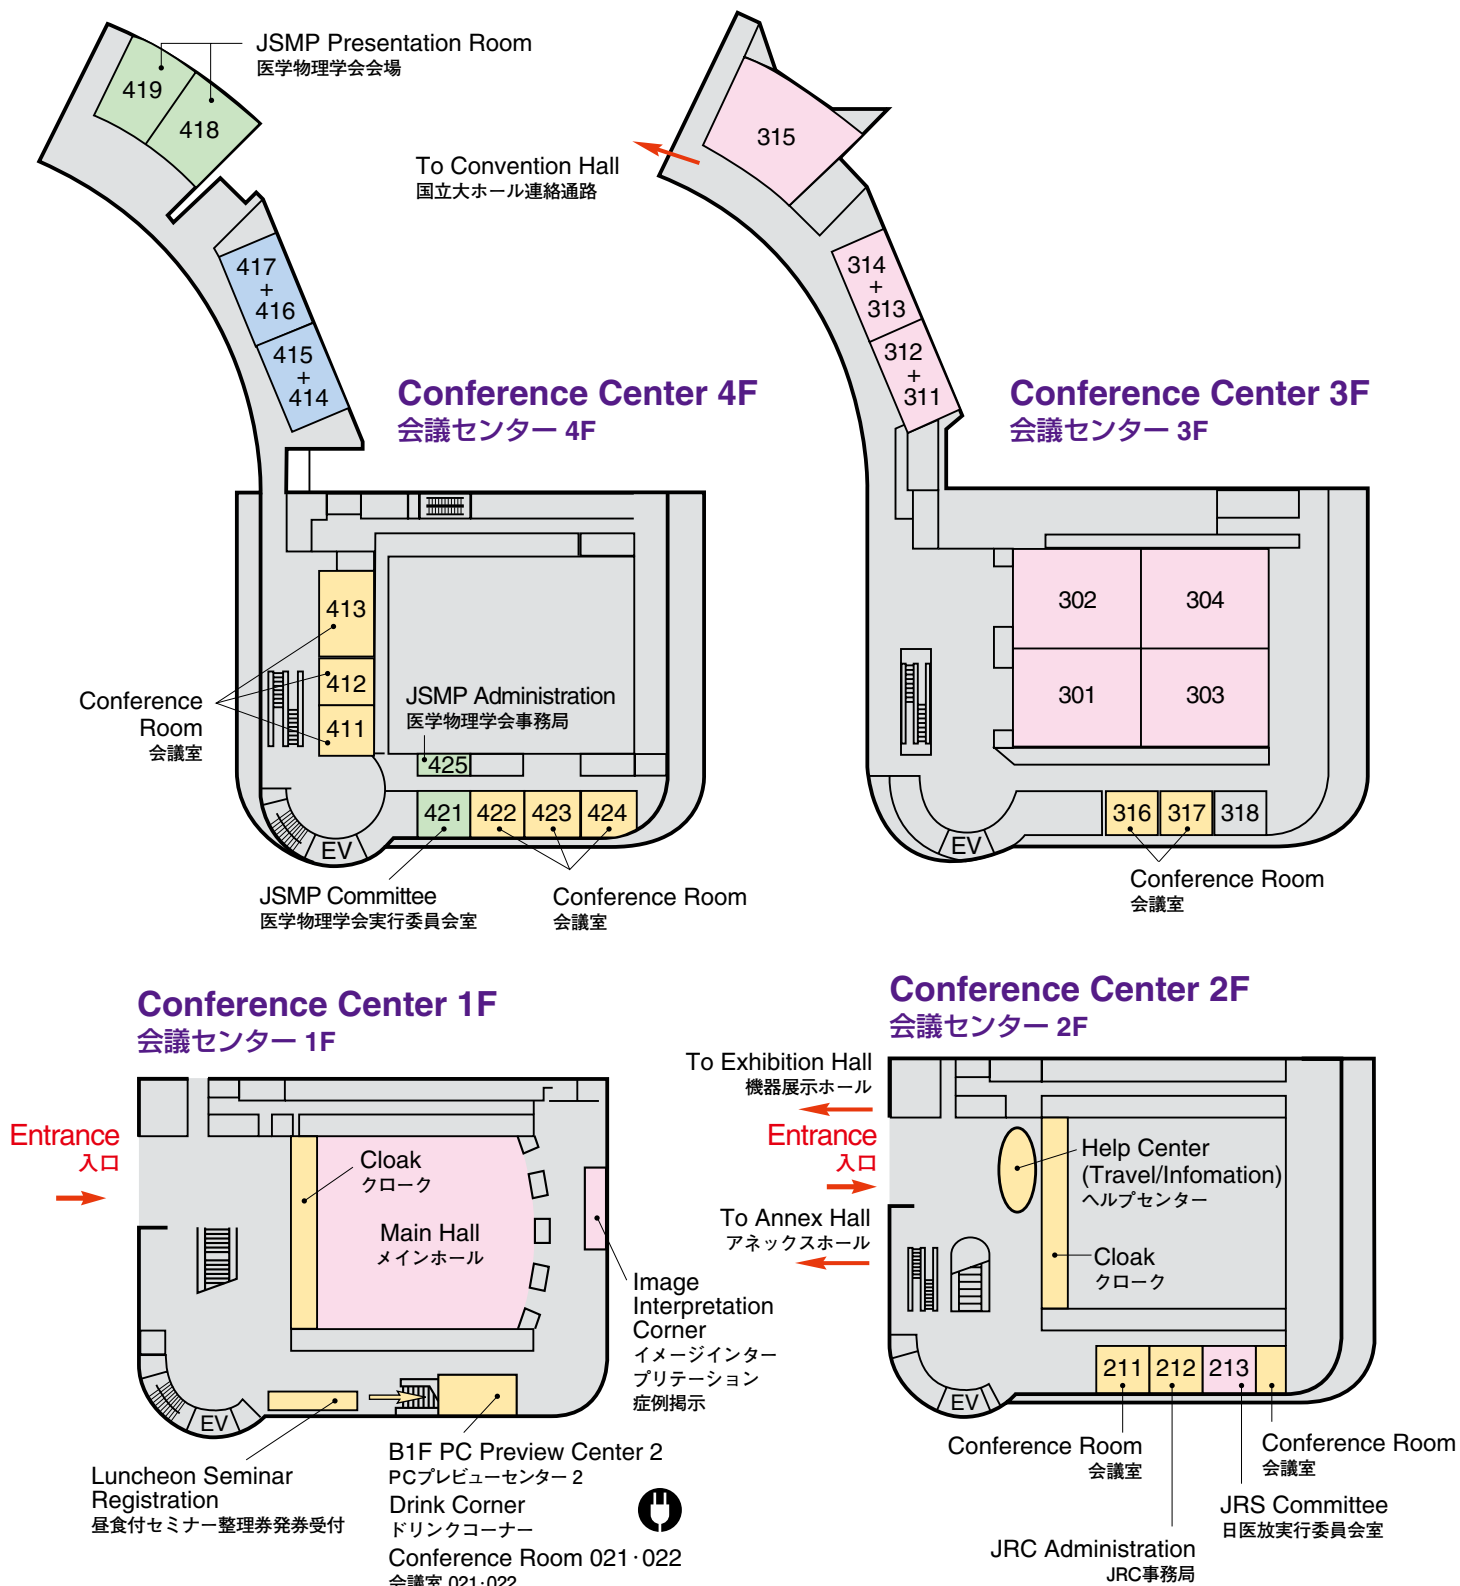 JSMP Presentation Room
医学物理学会会場
419
418
417
+
416
415
+
414
Conference Center 4F
会議センター 4F
413
412
411
Conference
Room
会議室
JSMP Administration
医学物理学会事務局
425
421
422
423
424
EV
JSMP Committee
医学物理学会実行委員会室
Conference Room
会議室
To Convention Hall
国立大ホール連絡通路
315
314
+
313
312
+
311
Conference Center 3F
会議センター 3F
302
304
301
303
316
317
318
EV
Conference Room
会議室
Conference Center 1F
会議センター 1F
Entrance
入口
Cloak
クローク
Main Hall
メインホール
Image
Interpretation
Corner
イメージインター
プリテーション
症例掲示
EV
Luncheon Seminar
Registration
昼食付セミナー整理券発券受付
B1F PC Preview Center 2
PCプレビューセンター 2
Drink Corner
ドリンクコーナー
Conference Room 021·022
会議室 021·022
Conference Center 2F
会議センター 2F
To Exhibition Hall
機器展示ホール
Entrance
入口
To Annex Hall
アネックスホール
Help Center
(Travel/Infomation)
ヘルプセンター
Cloak
クローク
211
212
213
EV
Conference Room
会議室
Conference Room
会議室
JRS Committee
日医放実行委員会室
JRC Administration
JRC事務局